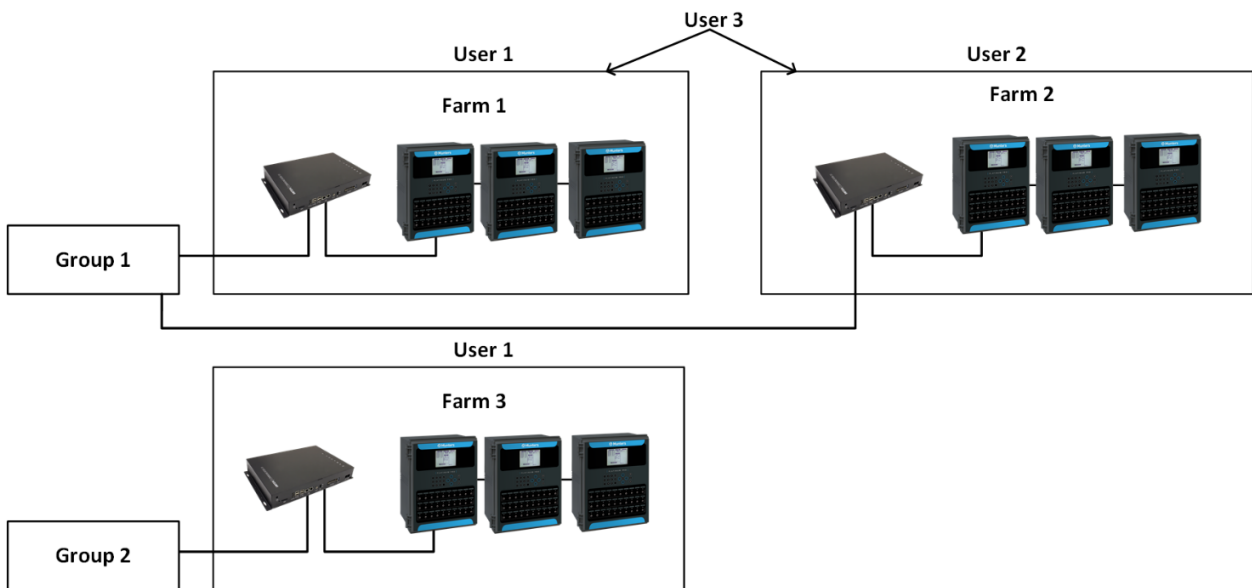 User 3
User 1
User 2
Farm 1
Farm 2
Group 1
User 1
Farm 3
Group 2